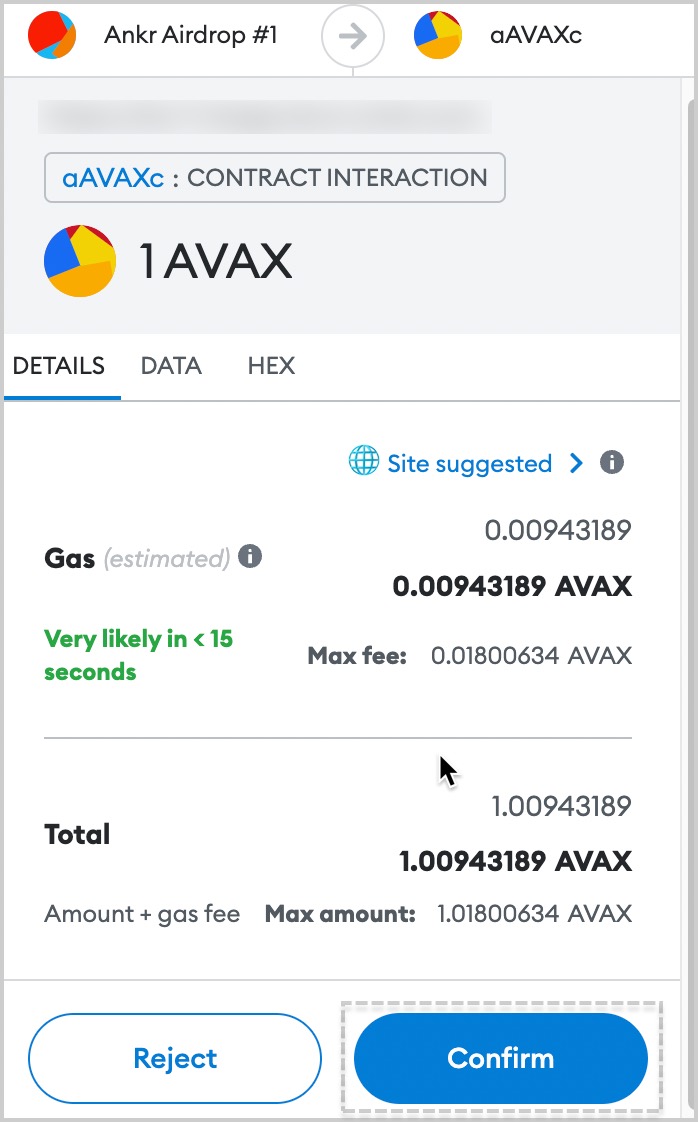 Ankr Airdrop #1 aAVAXc
aAVAXc : CONTRACT INTERACTION
1 AVAX
DETAILS DATA HEX
Site suggested
0.00943189
Gas (estimated)
0.00943189 AVAX
Very likely in < 15
seconds
Max fee: 0.01800634 AVAX
1.00943189
Total
1.00943189 AVAX
Amount + gas fee Max amount: 1.01800634 AVAX
Reject Confirm